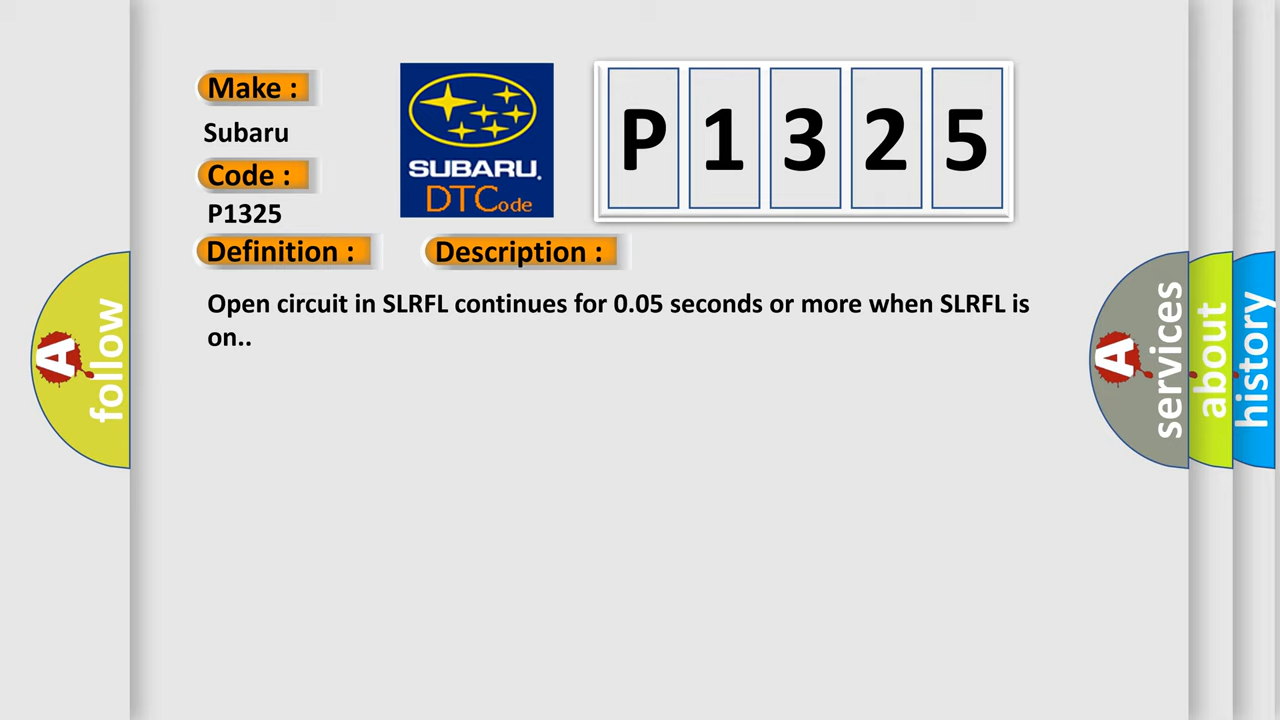 Make :
Subaru
Code :
P1325
SUBARU
DTCode
P 1 3 2 5
Definition :
Description :
Open circuit in SLRFL continues for 0.05 seconds or more when SLRFL is
on..
A follow
A services
about
history